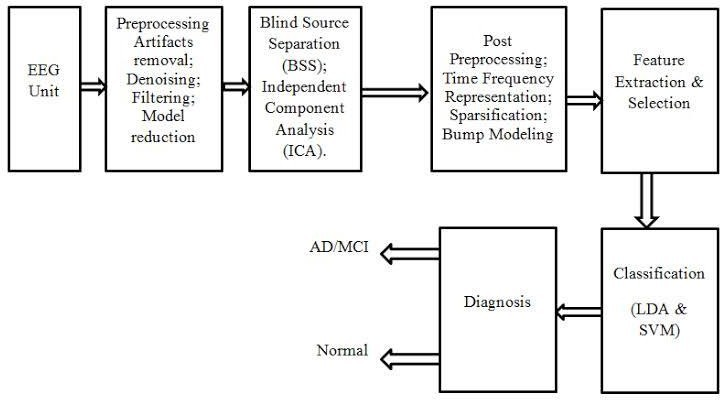 EEG
Unit
Preprocessing
Artifacts
removal;
Denoising;
Filtering;
Model
reduction
Blind Source
Separation
(BSS);
Independent
Component
Analysis
(ICA).
Post
Preprocessing;
Time Frequency
Representation;
Sparsification;
Bump Modeling
Feature
Extraction &
Selection
Classification
(LDA &
SVM)
Diagnosis
AD/MCI
Normal